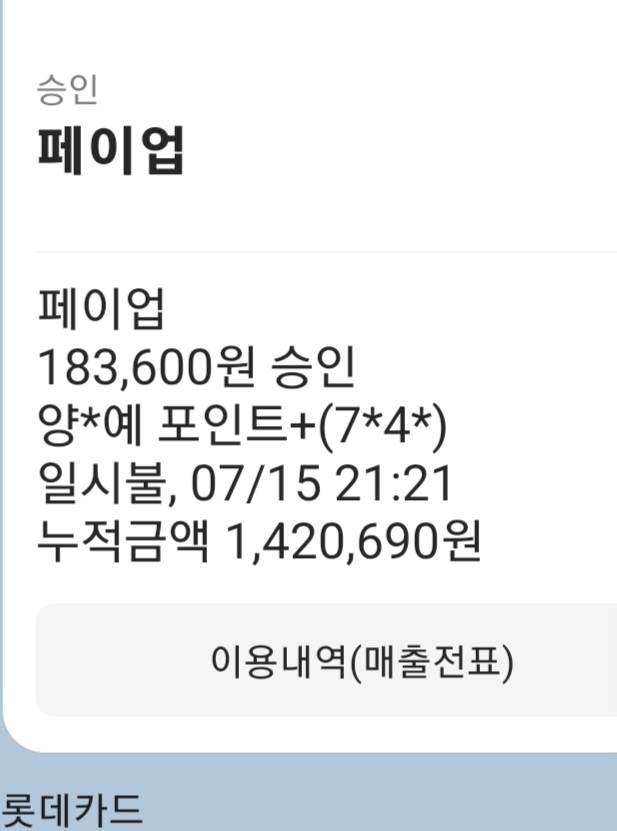 승인
페이업
페이업
183,600원 승인
양*예 포인트+(7*4*)
일시불, 07/15 21:21
누적금액 1,420,690원
이용내역(매출전표)
롯데카드